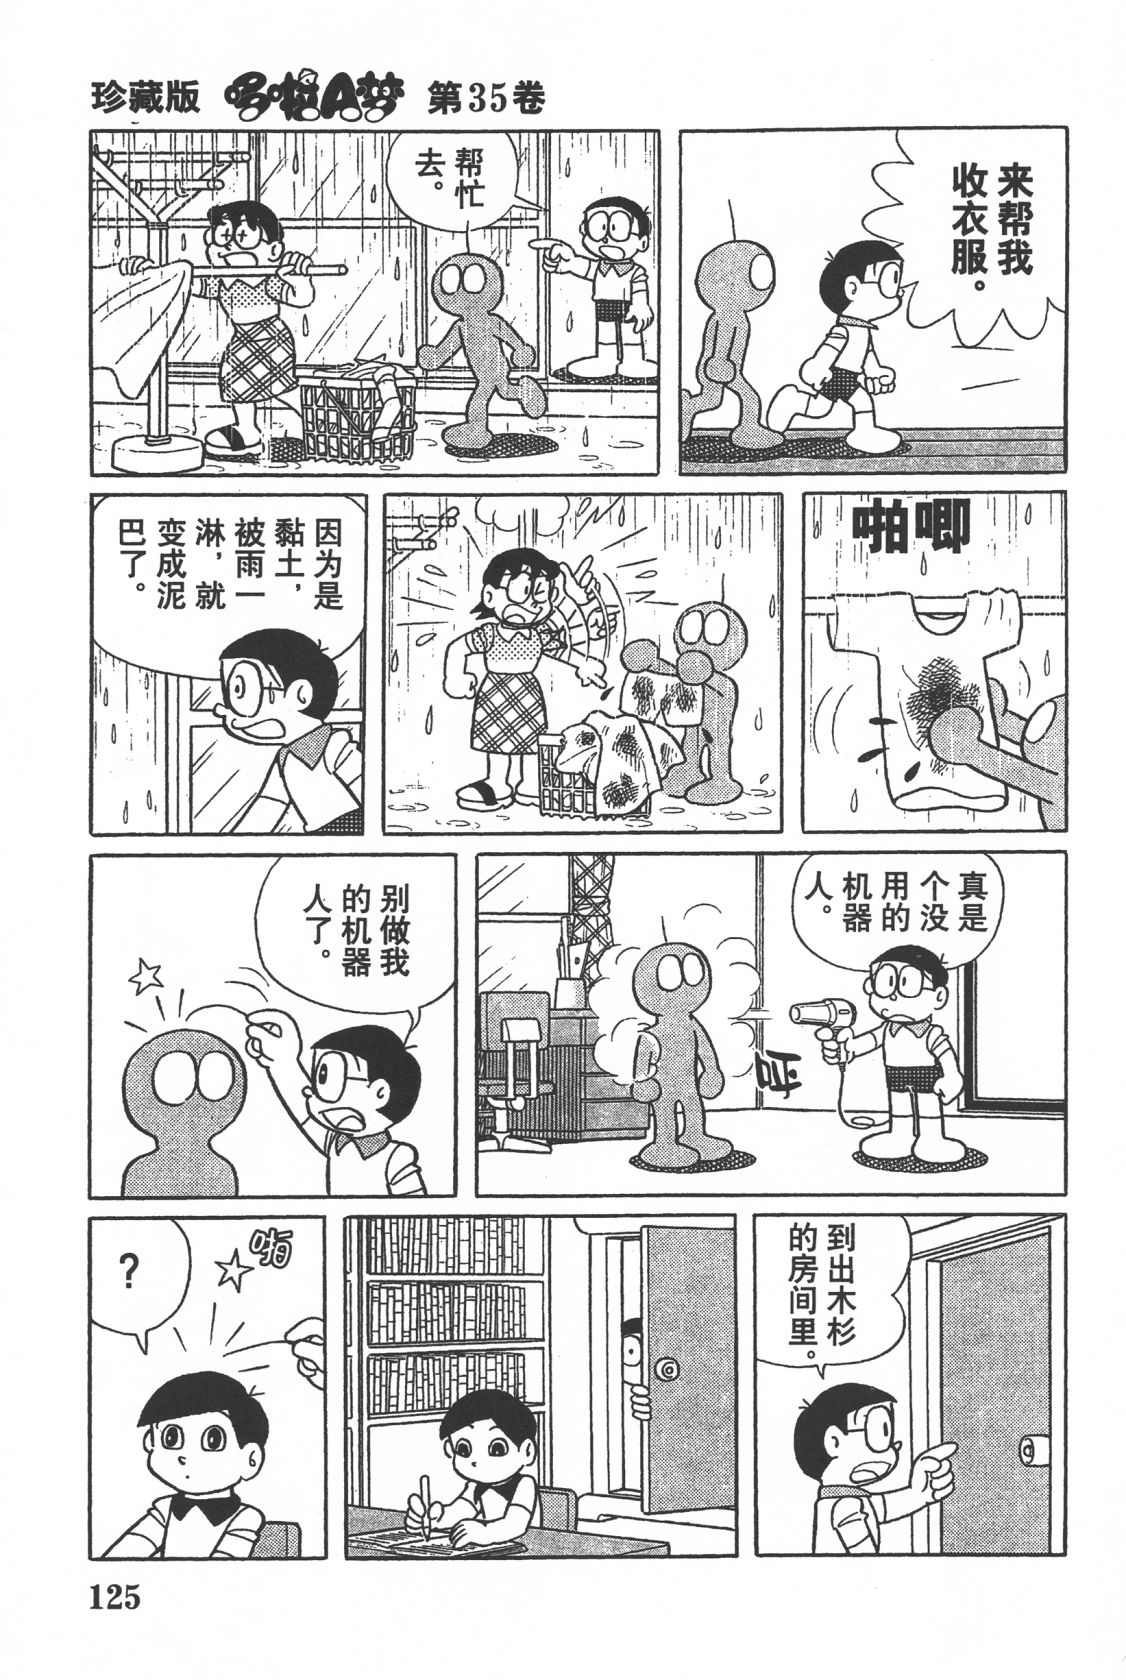 珍藏版 哆啦A梦 第35卷
来帮我
收衣服。
帮忙
去。
啪唧
因为是
黏土，
被雨一
淋，就
变成泥
巴了。
真是
个没
用的
机器
人。
呼
别做我
的机器
人了。
到出木杉
的房间里。
啪
？
125